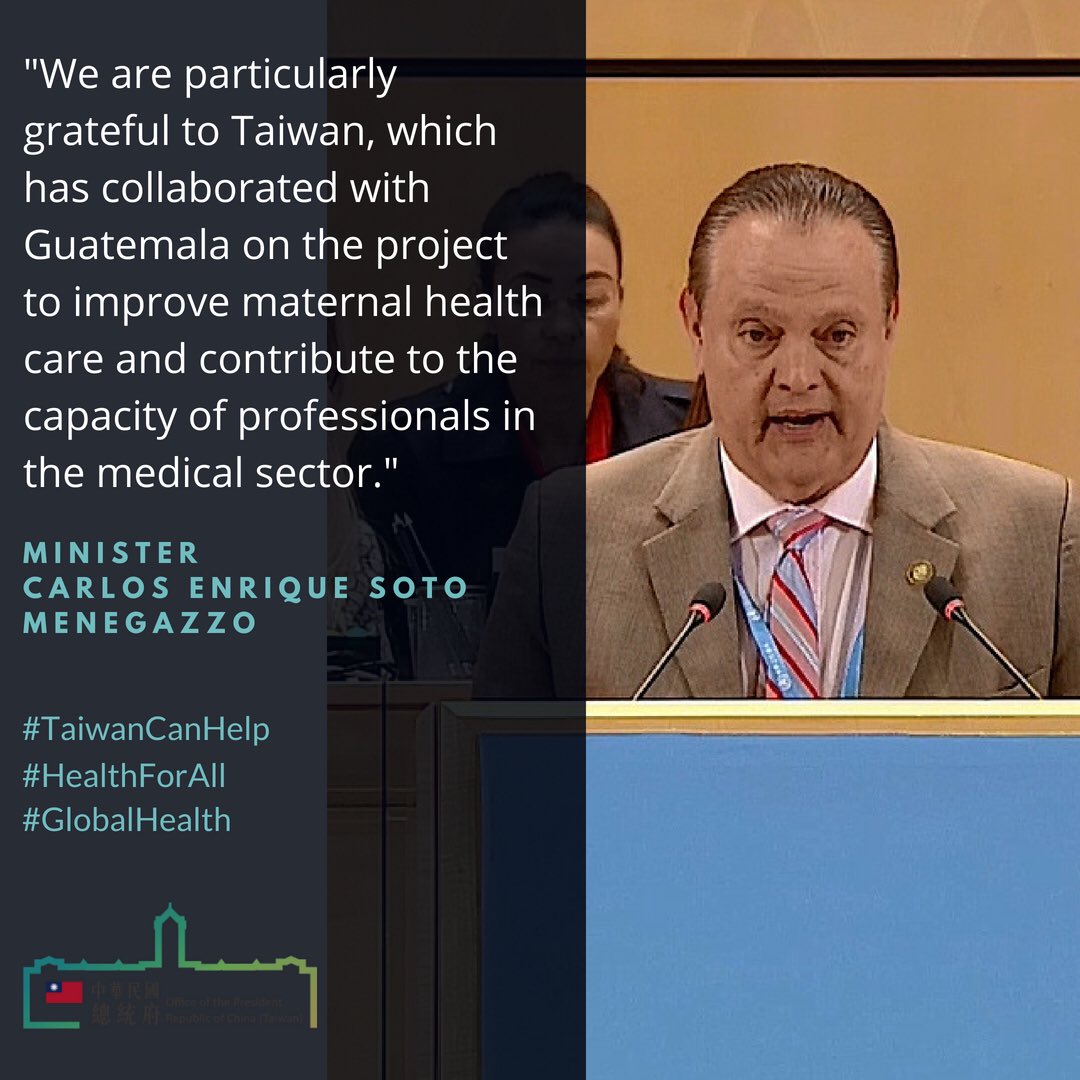 "We are particularly
grateful to Taiwan, which
has collaborated with
Guatemala on the project
to improve maternal health
care and contribute to the
capacity of professionals in
the medical sector."
MINISTER
CARLOS ENRIQUE SOTO
MENEGAZZO
#TaiwanCanHelp
#HealthForAll
#GlobalHealth
中華民國
總統府
Office of the President
Republic of China (Taiwan)